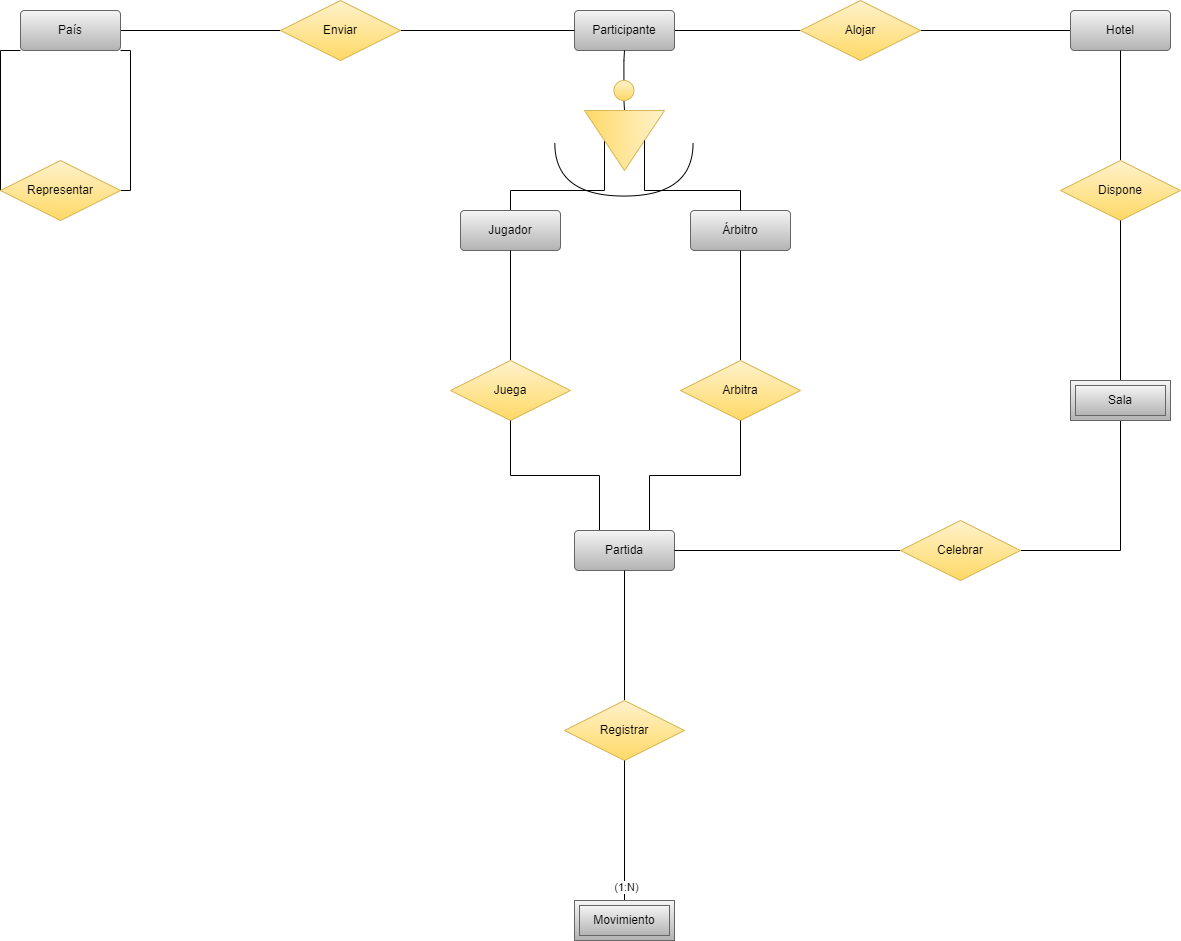 País
Enviar
Participante
Alojar
Hotel
Representar
Dispone
Jugador
Árbitro
Juega
Arbitra
Sala
Partida
Celebrar
Registrar
(1:N)
Movimiento